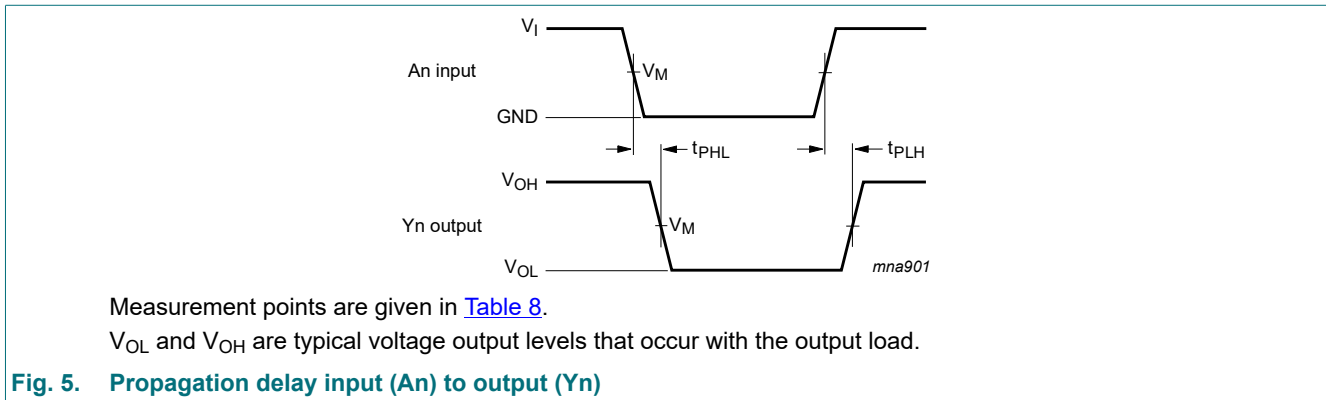 VI
An input
VM
GND
tPHL
tPLH
VOH
Yn output
VM
VOL
mna901
Measurement points are given in Table 8.
VOL and VOH are typical voltage output levels that occur with the output load.
Fig. 5. Propagation delay input (An) to output (Yn)